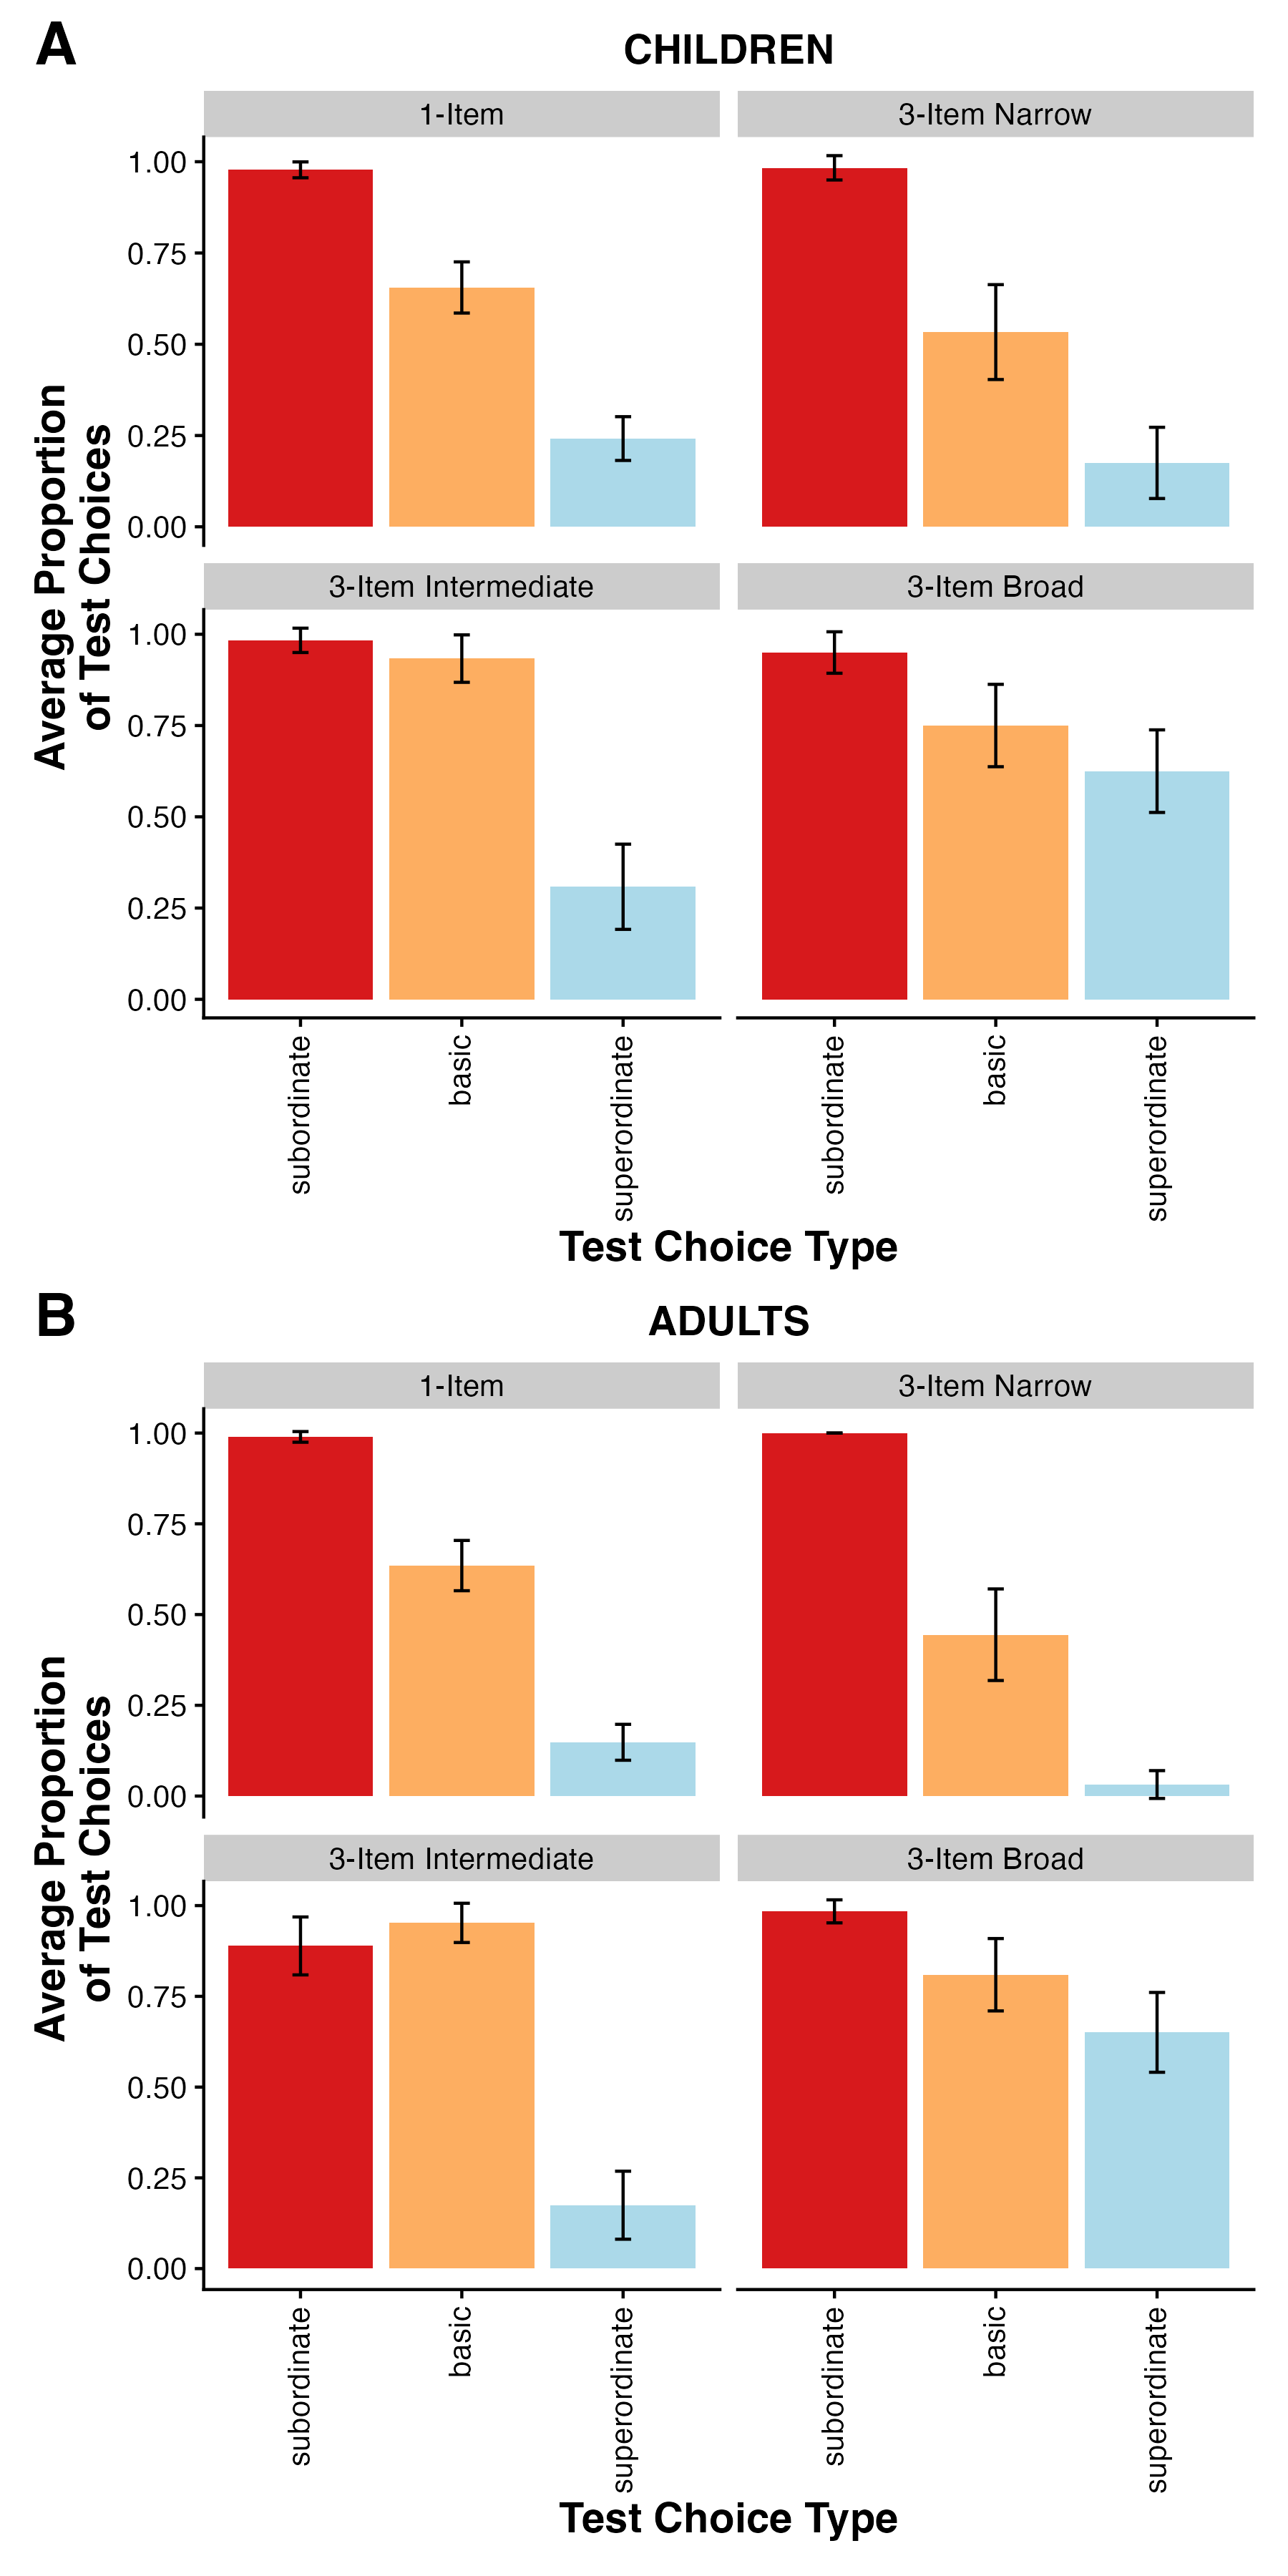 A
CHILDREN
1-Item
3-Item Narrow
1.00
0.75
0.50
0.25
0.00
3-Item Intermediate
3-Item Broad
1.00
0.75
0.50
0.25
0.00
Average Proportion
of Test Choices
subordinate
basic
superordinate
subordinate
basic
superordinate
Test Choice Type
B
ADULTS
1-Item
3-Item Narrow
1.00
0.75
0.50
0.25
0.00
3-Item Intermediate
3-Item Broad
1.00
0.75
0.50
0.25
0.00
Average Proportion
of Test Choices
subordinate
basic
superordinate
subordinate
basic
superordinate
Test Choice Type